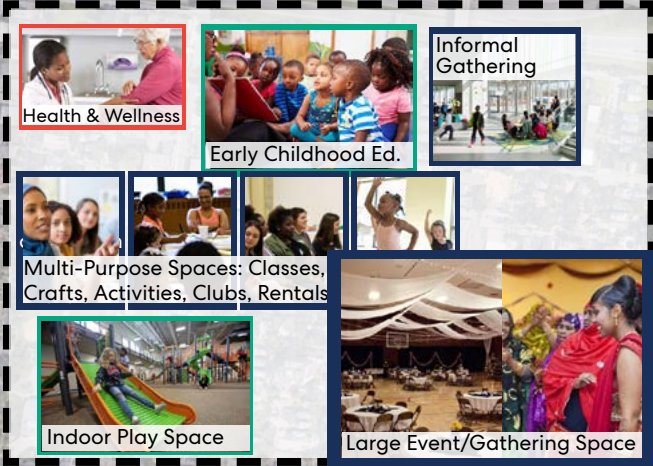 Health & Wellness
Early Childhood Ed.
Informal
Gathering
Multi-Purpose Spaces: Classes,
Crafts, Activities, Clubs, Rentals
Indoor Play Space
Large Event/Gathering Space